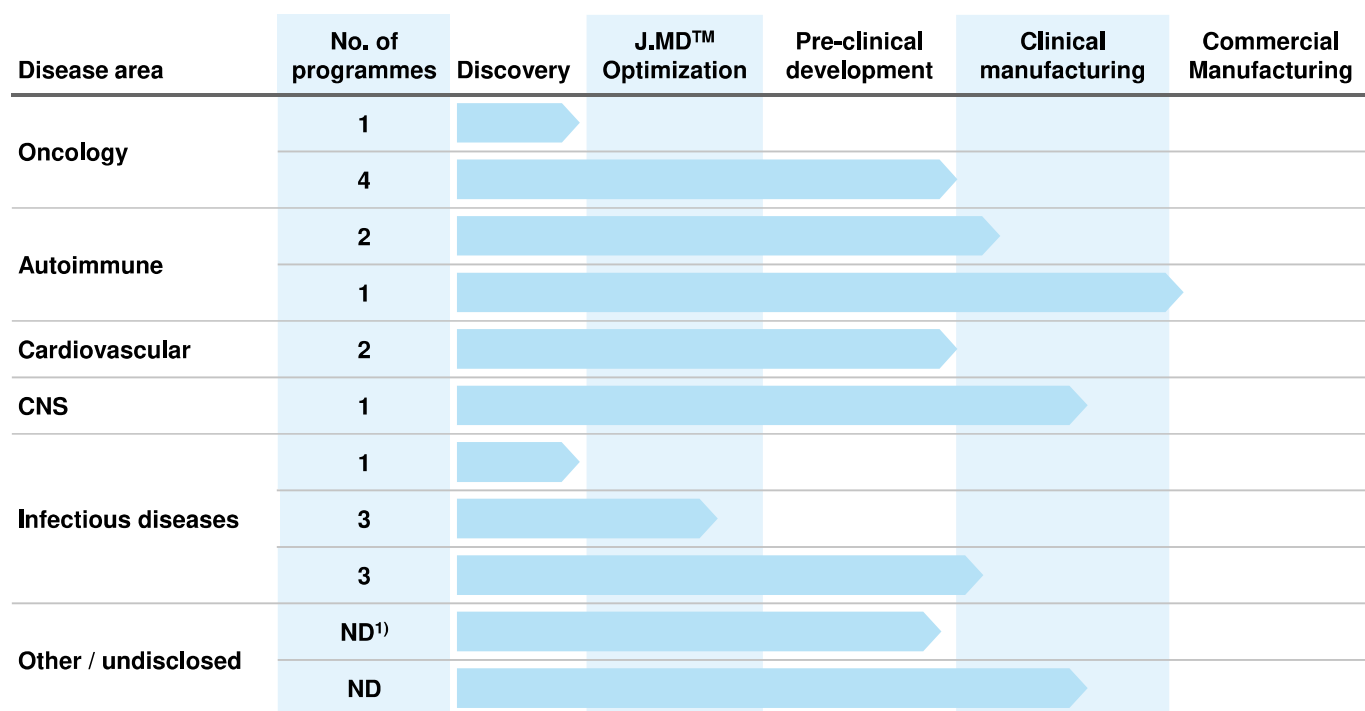 Disease area
No. of
programmes
Discovery
J.MD™
Optimization
Pre-clinical
development
Clinical
manufacturing
Commercial
Manufacturing
Oncology
1
4
Autoimmune
2
1
Cardiovascular
2
CNS
1
Infectious diseases
1
3
3
Other / undisclosed
ND¹⁾
ND